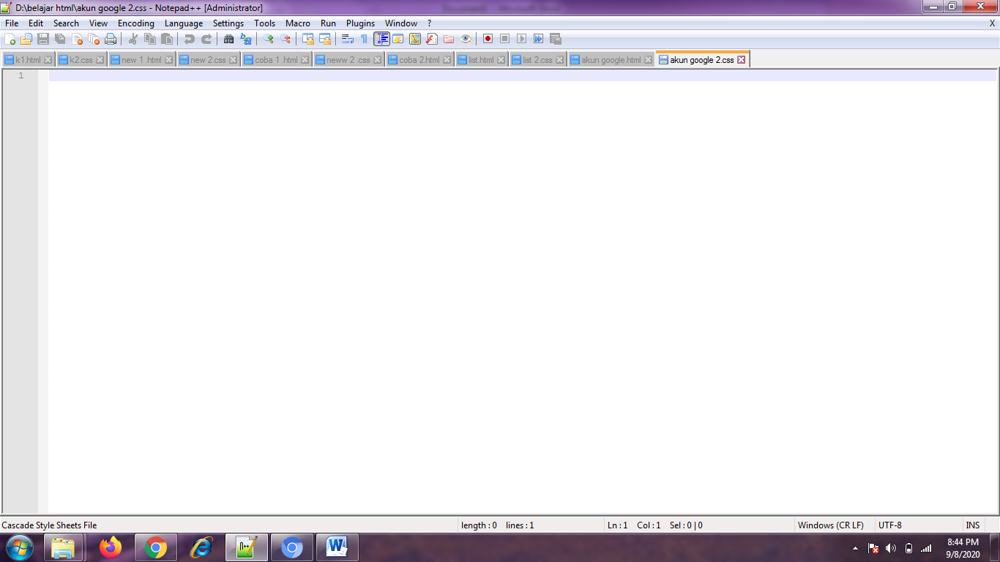 D:\belajar html\akun google 2.css - Notepad++ [Administrator]
File Edit Search View Encoding Language Settings Tools Macro Run Plugins Window ? X
k1.html k2.css new 1 .html new 2.css coba 1 .html neww 2 .css coba 2.html list.html list 2.css akun google.html akun google 2.css
1
Cascade Style Sheets File length : 0 lines : 1 Ln : 1 Col : 1 Sel : 0 | 0 Windows (CR LF) UTF-8 INS
8:44 PM
9/8/2020